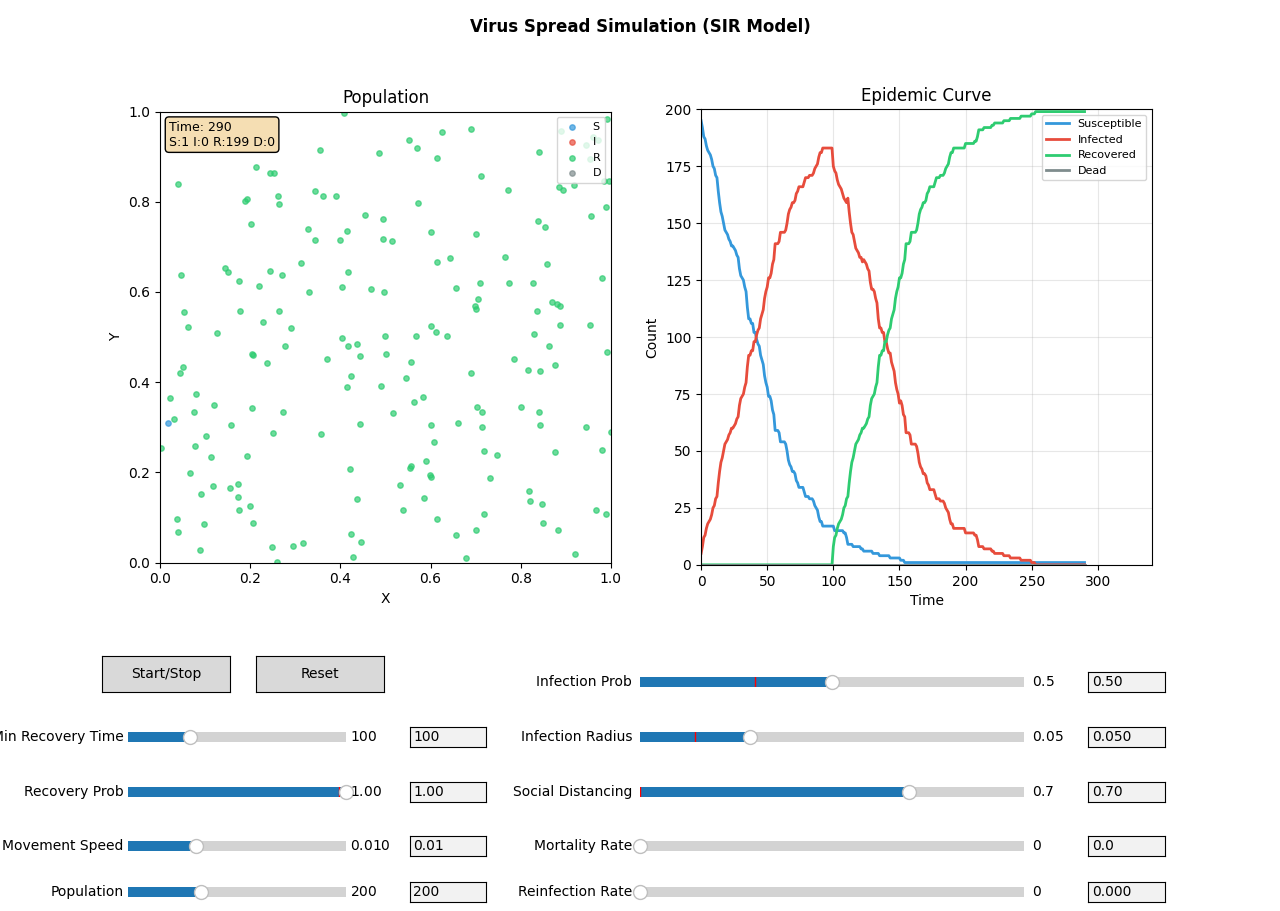 Virus Spread Simulation (SIR Model)
Population
Time: 290
S:1 I:0 R:199 D:0
S
I
R
D
1.0
0.8
0.6
0.4
0.2
0.0
Y
0.0 0.2 0.4 0.6 0.8 1.0
X
Epidemic Curve
Susceptible
Infected
Recovered
Dead
200
175
150
125
100
75
50
25
0
Count
0 50 100 150 200 250 300
Time
Start/Stop
Reset
Min Recovery Time 100 100
Recovery Prob 1.00 1.00
Movement Speed 0.010 0.01
Population 200 200
Infection Prob 0.5 0.50
Infection Radius 0.05 0.050
Social Distancing 0.7 0.70
Mortality Rate 0 0.0
Reinfection Rate 0 0.000